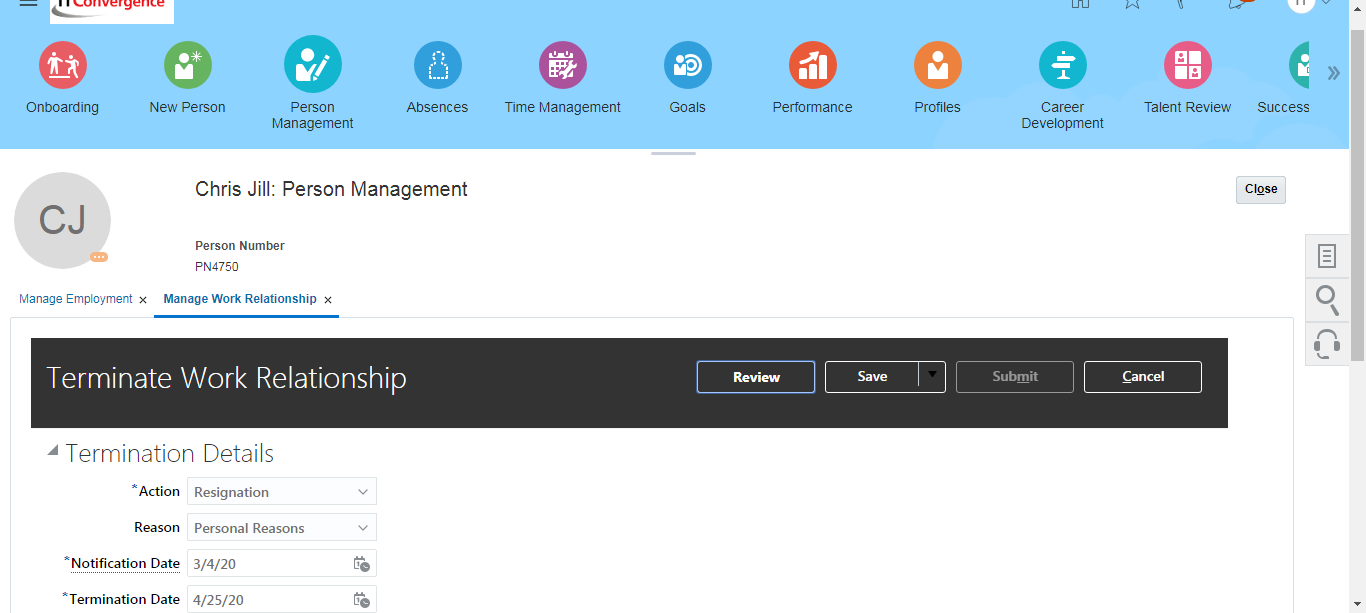 ITConvergence
Onboarding
New Person
Person
Management
Absences
Time Management
Goals
Performance
Profiles
Career
Development
Talent Review
Success
CJ
Chris Jill: Person Management
Close
Person Number
PN4750
Manage Employment × Manage Work Relationship ×
Terminate Work Relationship
Review Save Submit Cancel
Termination Details
*Action Resignation
Reason Personal Reasons
*Notification Date 3/4/20
*Termination Date 4/25/20